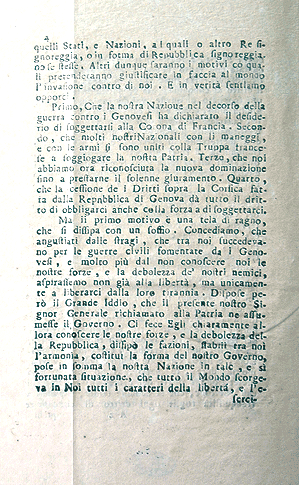 quelli Stati, e Nazioni, a i quali o altro Re si-
gnoreggia, o in forma di Repubblica signoreggia-
no se stesse. Altri dunque saranno i motivi co qua-
li pretenderanno giustificare in faccia al mondo
l'invazione contro di noi. E in verità sentiamo
opporci
Primo, Che la nostra Nazione nel decorso della
guerra contro i Genovesi ha dichiarato il deside-
rio di soggettarsi alla Corona di Francia. Secon-
do, che molti nostri Nazionali con i maneggi,
e con le armi si sono uniti colla Truppa france-
se a soggiogare la nostra Patria. Terzo, che noi
abbiamo ora riconosciuta la nuova dominazione
sino a prestarne il solenne giuramento. Quarto,
che la cessione de i Dritti sopra la Corsica fat-
ta dalla Repnbblica di Genova dà tutto il drit-
to di obbligarci anche colla forza a di soggettarci.
Ma il primo motivo è una tela di ragno,
che si dissipa con un soffio. Concediamo, che
angustiati dalle stragi, che tra noi succedeva-
no per le guerre civili fomentate da i Geno-
vesi, e molto più dal non conoscere noi le
nostre forze, e la debolezza de' nostri nemici,
aspirassimo non già alla libertà, ma unicamen-
te a liberarci dalla loro tirannia. Dispose pe-
rò il Grande Iddio, che il presente nostro Si-
gnor Generale richiamato alla Patria ne assu-
messe il Governo. Ci fece Egli chiaramente al-
lora conoscere le nostre forze, e la debolezza del-
la Repubblica, dissipò le fazioni, stabilì tra noi
l'armonia, costituì la forma del nostro Governo,
pose in somma la nostra Nazione in tale, e sì
fortunata situazione, che tutto il Mondo scorge-
va in Noi tutti i caratteri della libertà, e l'e-
serci-